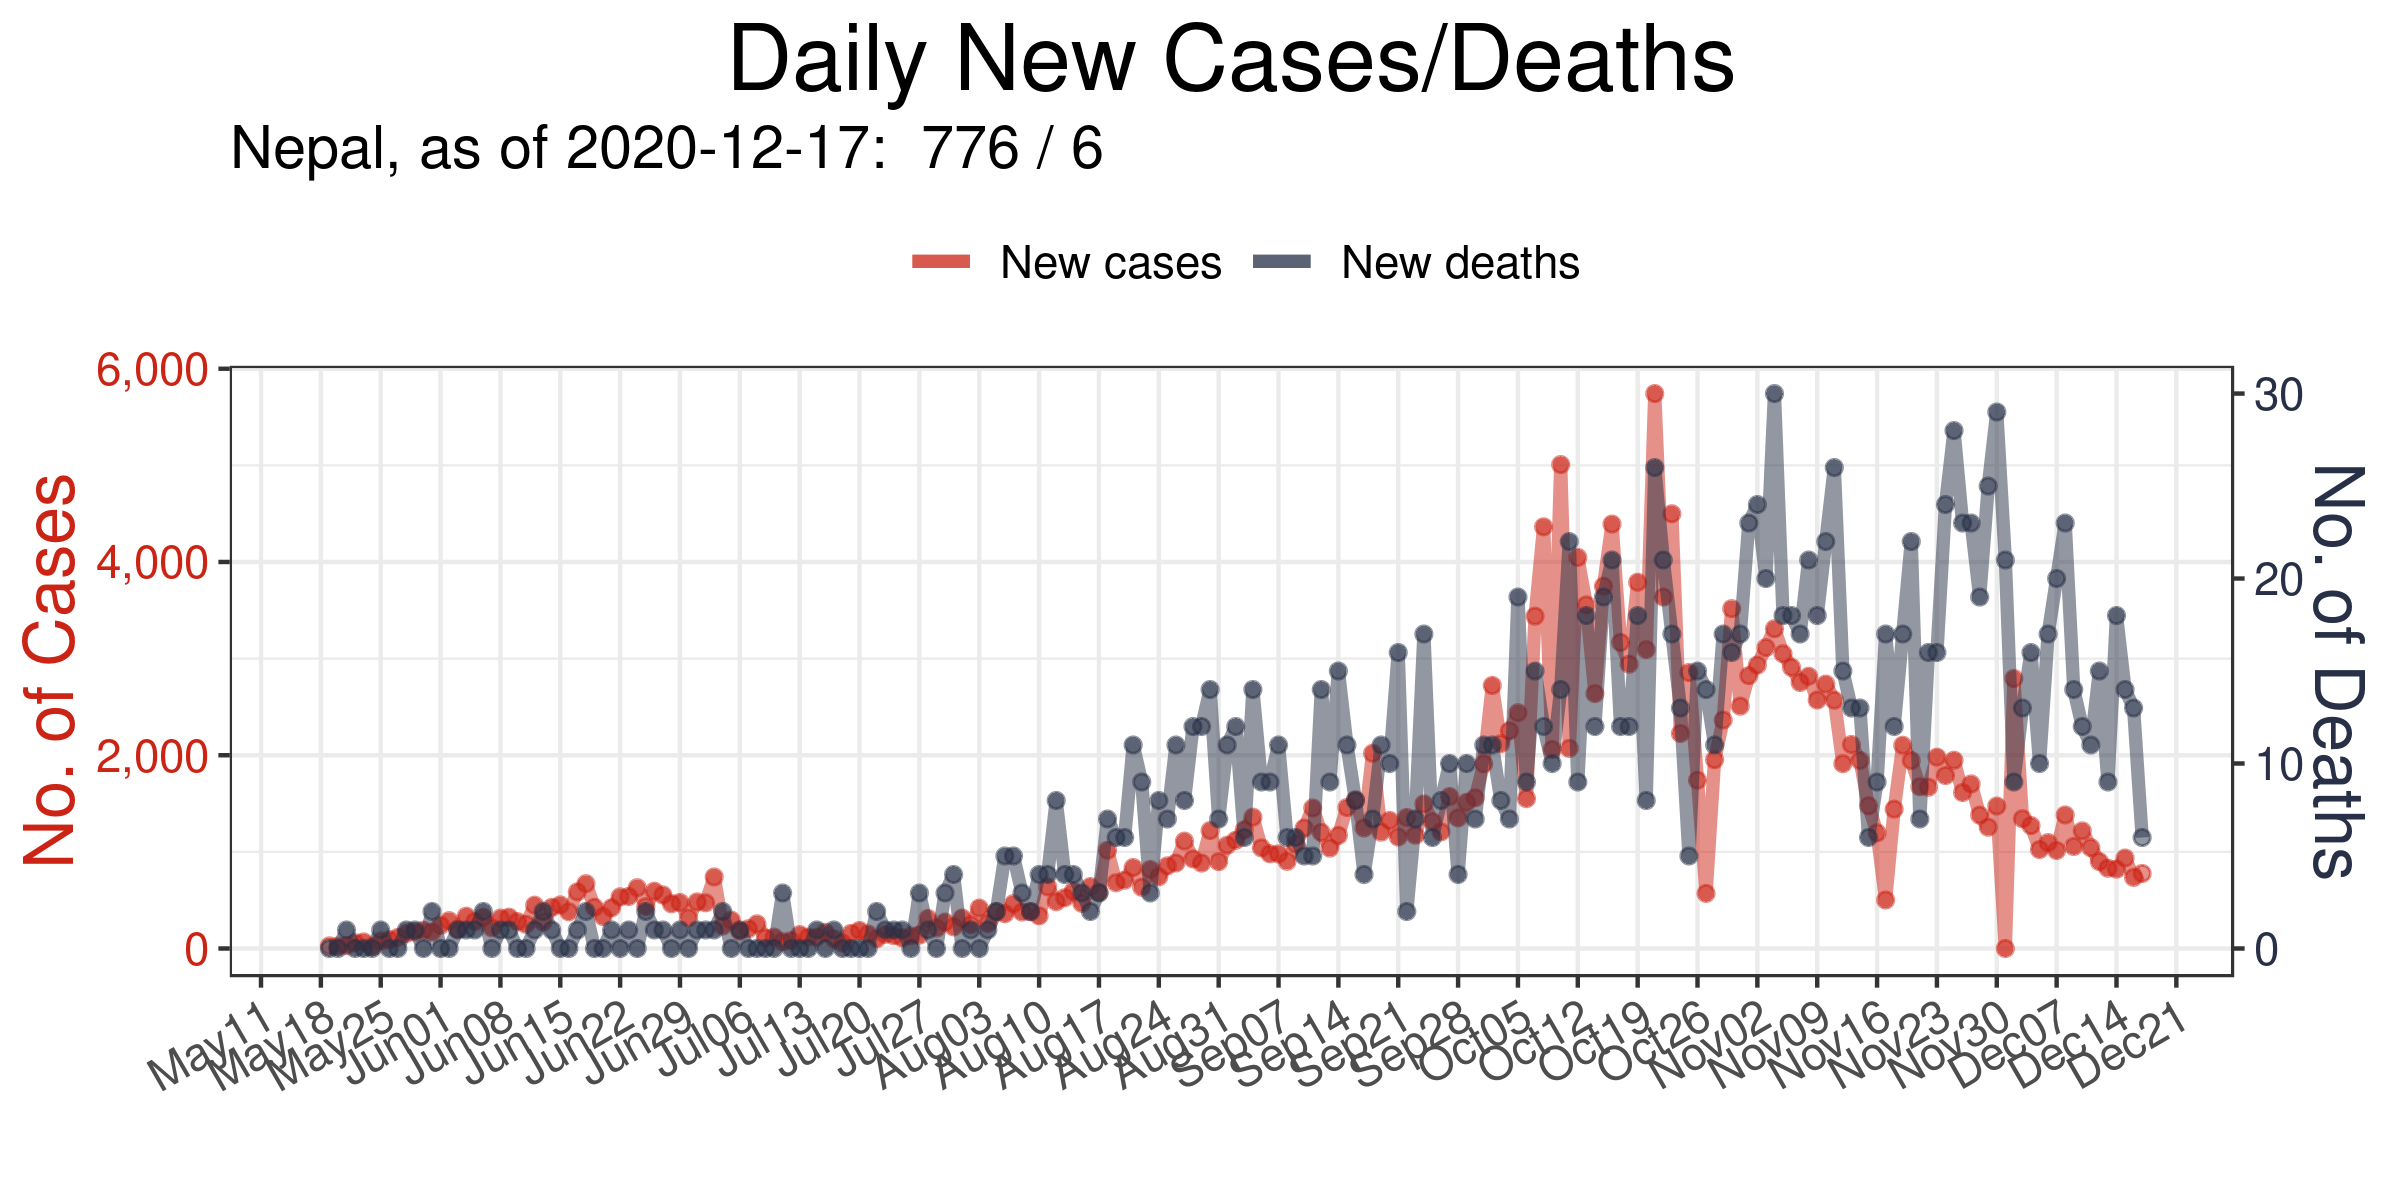 Daily New Cases/Deaths
Nepal, as of 2020-12-17:  776 / 6
New cases
New deaths
No. of Cases
6,000
4,000
2,000
0
30
20
10
0
No. of Deaths
May11
May18
May25
Jun01
Jun08
Jun15
Jun22
Jun29
Jul06
Jul13
Jul20
Jul27
Aug03
Aug10
Aug17
Aug24
Aug31
Sep07
Sep14
Sep21
Sep28
Oct05
Oct12
Oct19
Oct26
Nov02
Nov09
Nov16
Nov23
Nov30
Dec07
Dec14
Dec21